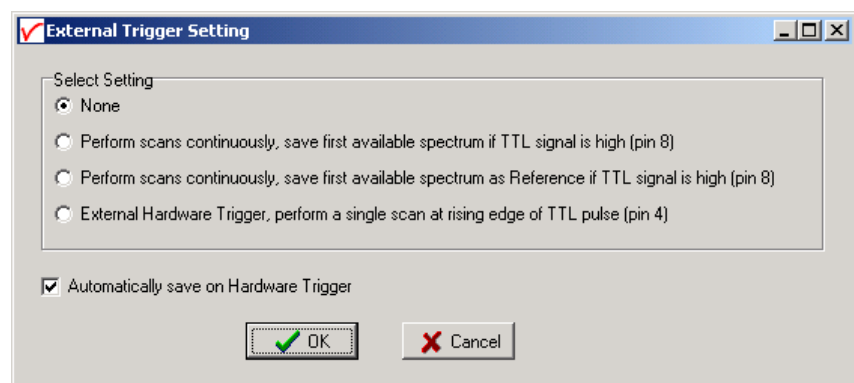 External Trigger Setting
Select Setting
None
Perform scans continuously, save first available spectrum if TTL signal is high (pin 8)
Perform scans continuously, save first available spectrum as Reference if TTL signal is high (pin 8)
External Hardware Trigger, perform a single scan at rising edge of TTL pulse (pin 4)
Automatically save on Hardware Trigger
OK Cancel